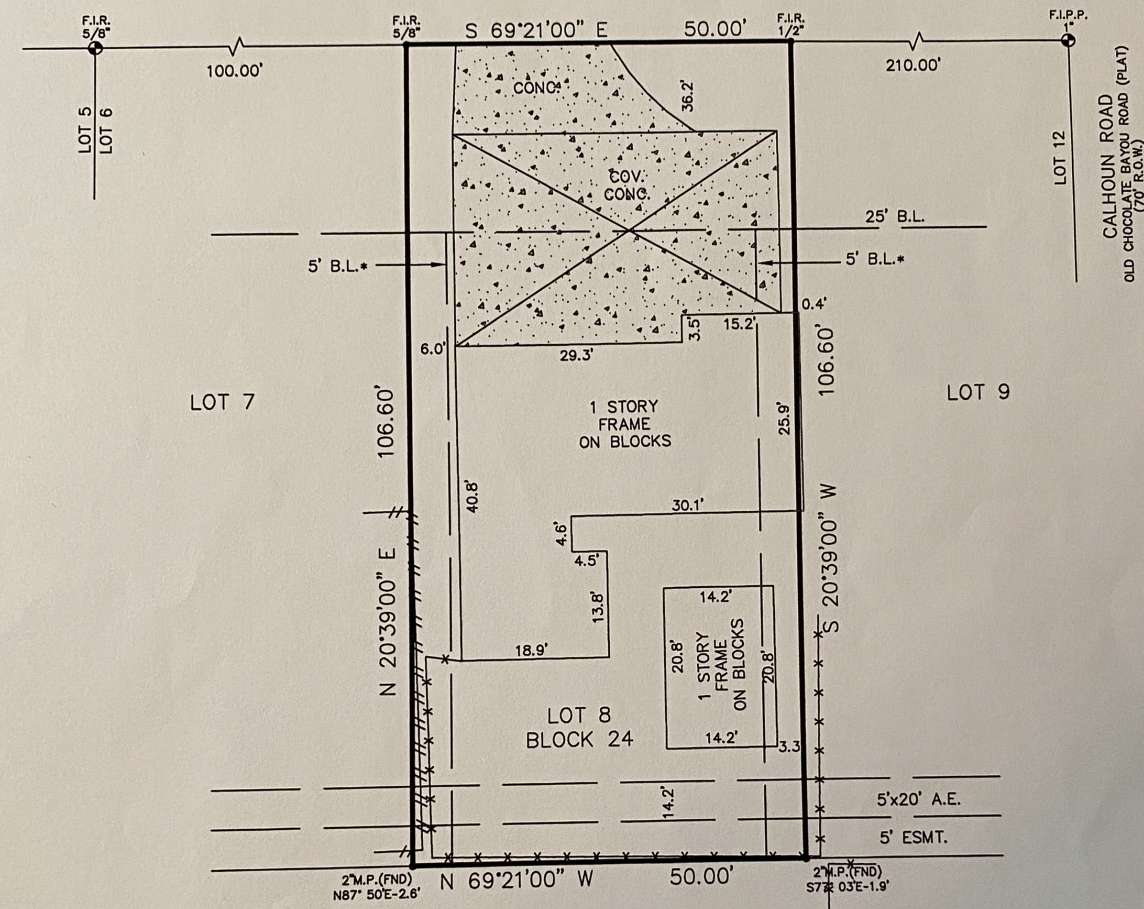 F.I.R.
5/8"
F.I.R.
5/8"
S 69°21'00" E
50.00'
F.I.R.
1/2"
F.I.P.P.
1"
100.00'
210.00'
LOT 5
LOT 6
CONC.
36.2'
LOT 12
CALHOUN ROAD
OLD CHOCOLATE BAYOU ROAD (PLAT)
(70' R.O.W.)
COV.
CONC.
25' B.L.
5' B.L.*
5' B.L.*
0.4'
15.2'
3.5'
6.0'
29.3'
106.60'
106.60'
LOT 7
LOT 9
1 STORY
FRAME
ON BLOCKS
25.9'
40.8'
30.1'
4.6'
4.5'
13.8'
N 20°39'00" E
S 20°39'00" W
18.9'
14.2'
20.8'
1 STORY
FRAME
ON BLOCKS
20.8'
14.2'
3.3
LOT 8
BLOCK 24
14.2'
5'x20' A.E.
5' ESMT.
2"M.P.(FND)
N87° 50'E-2.6'
N 69°21'00" W
50.00'
2"M.P.(FND)
03'E-1.9'